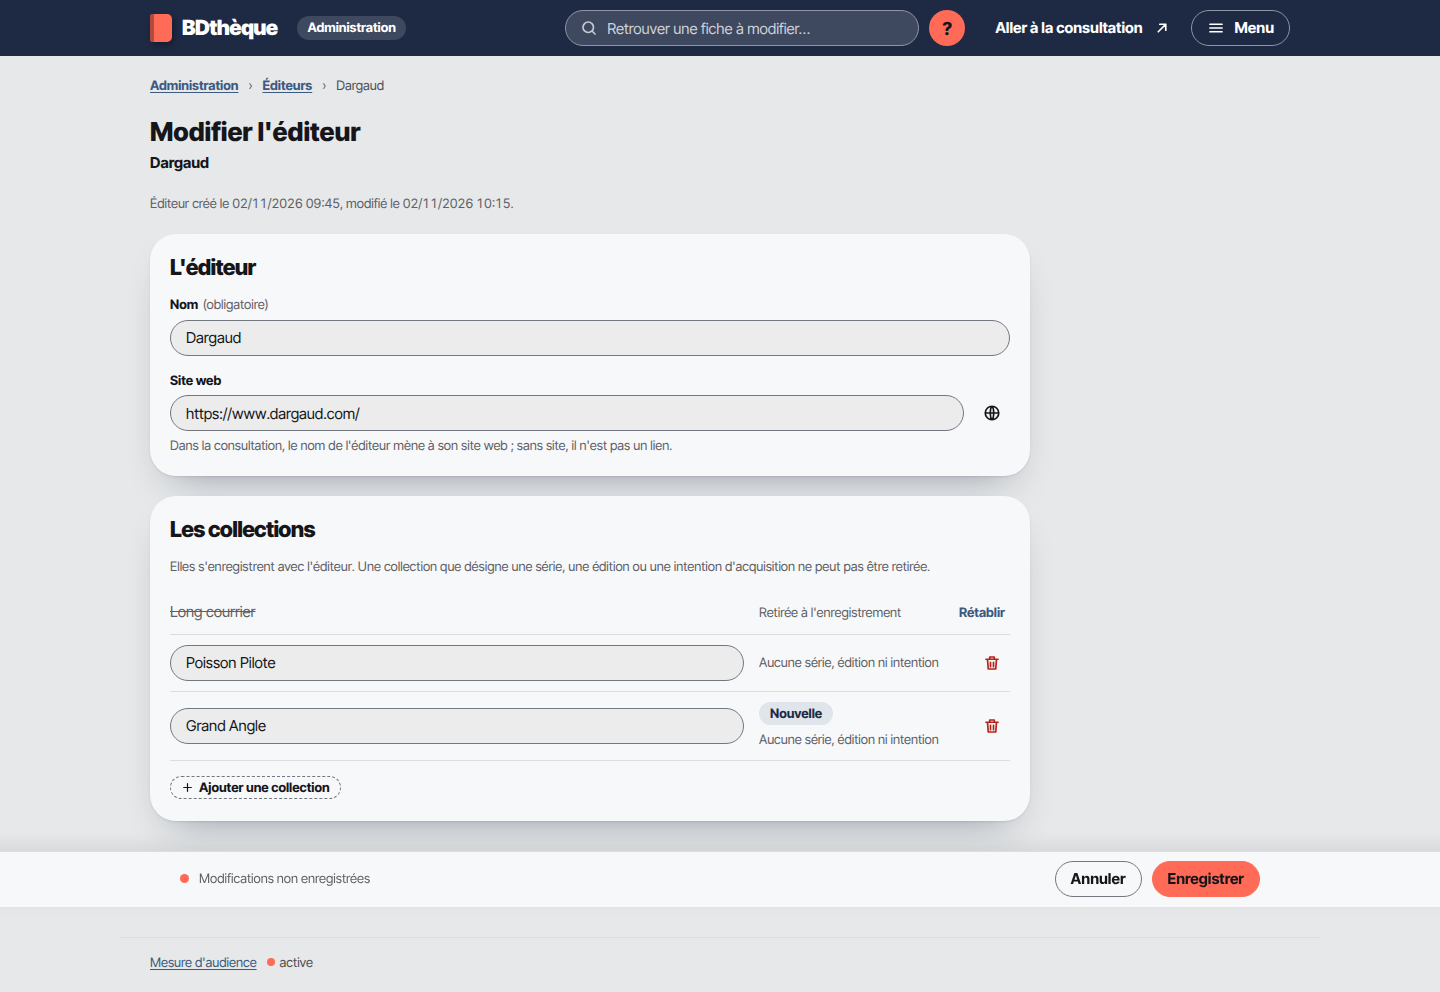 BDthèque
Administration
Retrouver une fiche à modifier…
?
Aller à la consultation
Menu
Administration › Éditeurs › Dargaud
Modifier l'éditeur
Dargaud
Éditeur créé le 02/11/2026 09:45, modifié le 02/11/2026 10:15.
L'éditeur
Nom (obligatoire)
Dargaud
Site web
https://www.dargaud.com/
Dans la consultation, le nom de l'éditeur mène à son site web ; sans site, il n'est pas un lien.
Les collections
Elles s'enregistrent avec l'éditeur. Une collection que désigne une série, une édition ou une intention d'acquisition ne peut pas être retirée.
Long courrier
Retirée à l'enregistrement
Rétablir
Poisson Pilote
Aucune série, édition ni intention
Grand Angle
Nouvelle
Aucune série, édition ni intention
Ajouter une collection
Modifications non enregistrées
Annuler
Enregistrer
Mesure d'audience
active